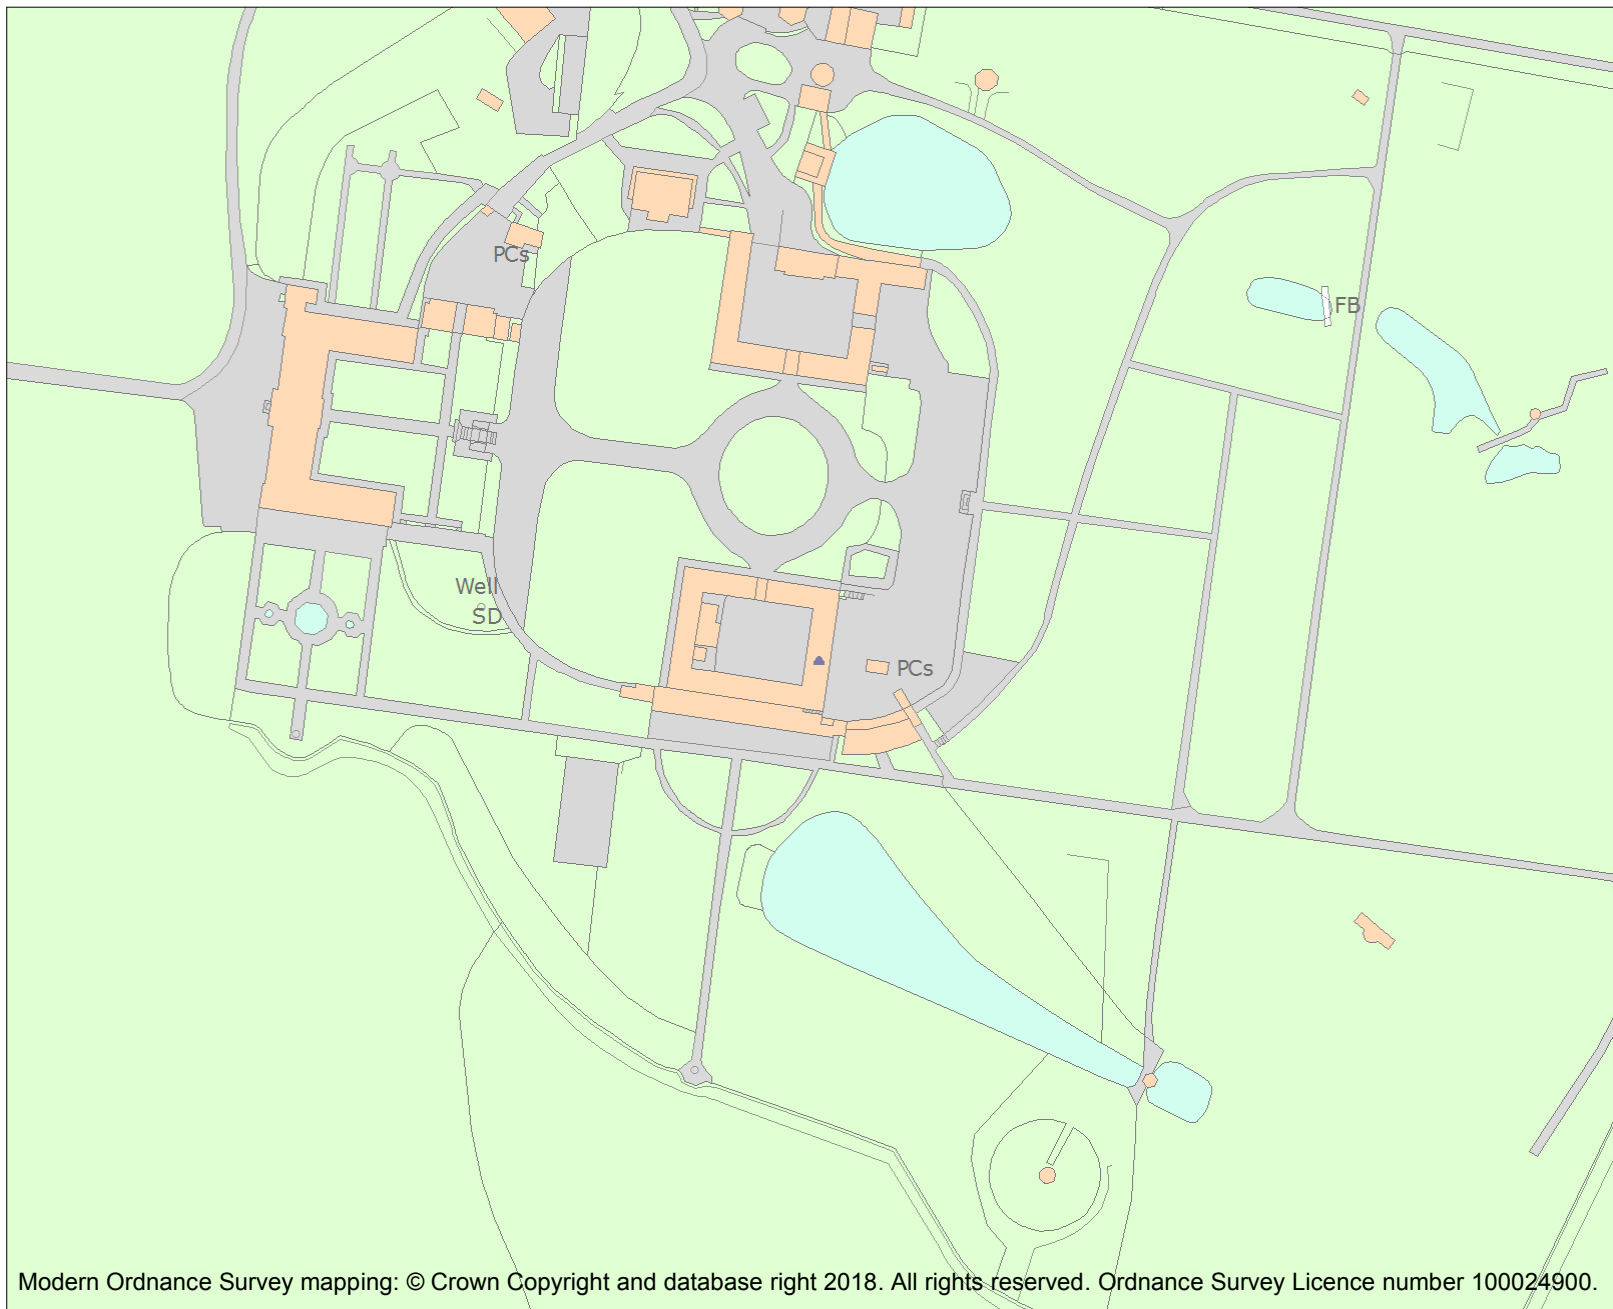 PCs
FB
Well
SD
PCs
Modern Ordnance Survey mapping: © Crown Copyright and database right 2018. All rights reserved. Ordnance Survey Licence number 100024900.